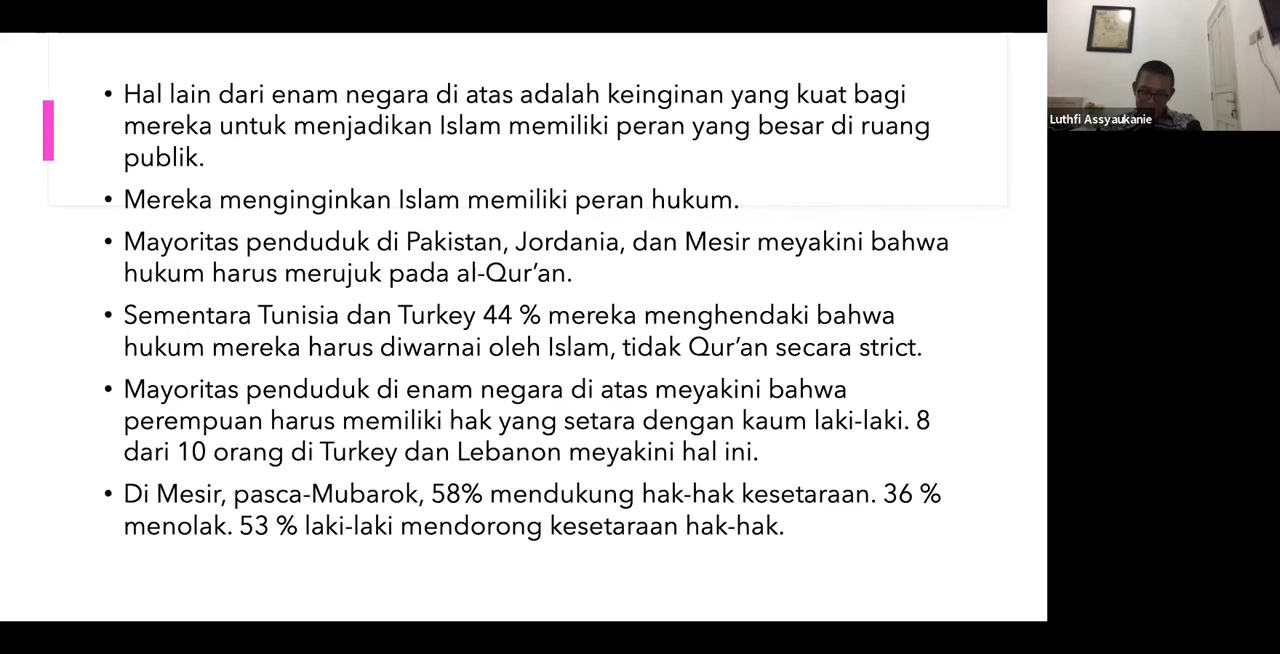 • Hal lain dari enam negara di atas adalah keinginan yang kuat bagi
mereka untuk menjadikan Islam memiliki peran yang besar di ruang
publik.
• Mereka menginginkan Islam memiliki peran hukum.
• Mayoritas penduduk di Pakistan, Jordania, dan Mesir meyakini bahwa
hukum harus merujuk pada al-Qur’an.
• Sementara Tunisia dan Turkey 44 % mereka menghendaki bahwa
hukum mereka harus diwarnai oleh Islam, tidak Qur’an secara strict.
• Mayoritas penduduk di enam negara di atas meyakini bahwa
perempuan harus memiliki hak yang setara dengan kaum laki-laki. 8
dari 10 orang di Turkey dan Lebanon meyakini hal ini.
• Di Mesir, pasca-Mubarok, 58% mendukung hak-hak kesetaraan. 36 %
menolak. 53 % laki-laki mendorong kesetaraan hak-hak.
Luthfi Assyaukanie